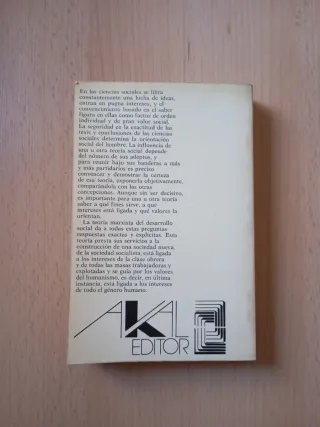 En las ciencias sociales se libra
constantemente una lucha de ideas,
entran en pugna intereses, y el
convencimiento basado en el saber
figura en ellas como factor de orden
individual y de gran valor social.
La seguridad en la exactitud de las
tesis y conclusiones de las ciencias
sociales determina la orientación
social del hombre. La influencia de
una u otra teoría social depende
del número de sus adeptos, y
para reunir bajo sus banderas a más
y más partidarios es preciso
convencer y demostrar la certeza
de esa teoría, exponerla objetivamente,
comparándola con las otras
concepciones. Aunque sin ser decisivo,
es importante para una u otra teoría
saber a qué fines sirve, a qué
intereses está ligada y qué valores la
orientan.
La teoría marxista del desarrollo
social da a todas estas preguntas
respuestas exactas y explícitas. Esta
teoría presta sus servicios a la
construcción de una sociedad nueva,
de la sociedad socialista, está ligada
a los intereses de la clase obrera
y de todas las masas trabajadoras y
explotadas y se guía por los valores
del humanismo, es decir, en última
instancia, está ligada a los intereses
de todo el género humano.
AKAL
EDITOR